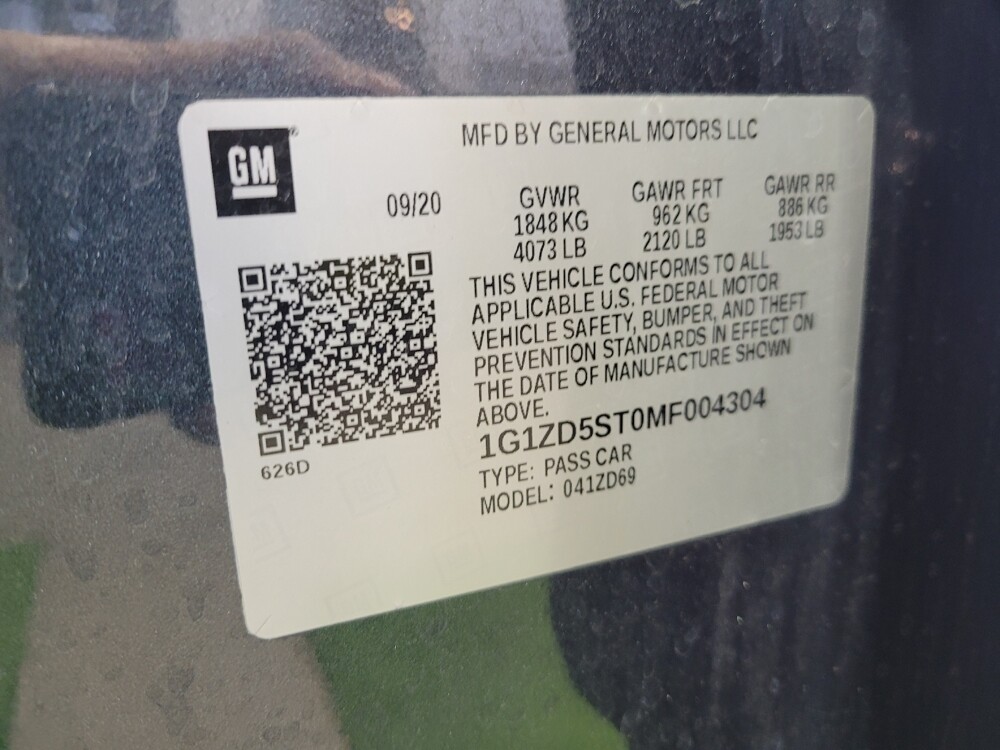 GM
MFD BY GENERAL MOTORS LLC
09/20
GVWR GAWR FRT GAWR RR
1848 KG 962 KG 886 KG
4073 LB 2120 LB 1953 LB
THIS VEHICLE CONFORMS TO ALL
APPLICABLE U.S. FEDERAL MOTOR
VEHICLE SAFETY, BUMPER, AND THEFT
PREVENTION STANDARDS IN EFFECT ON
THE DATE OF MANUFACTURE SHOWN
ABOVE.
1G1ZD5ST0MF004304
TYPE: PASS CAR
MODEL: 041ZD69
626D